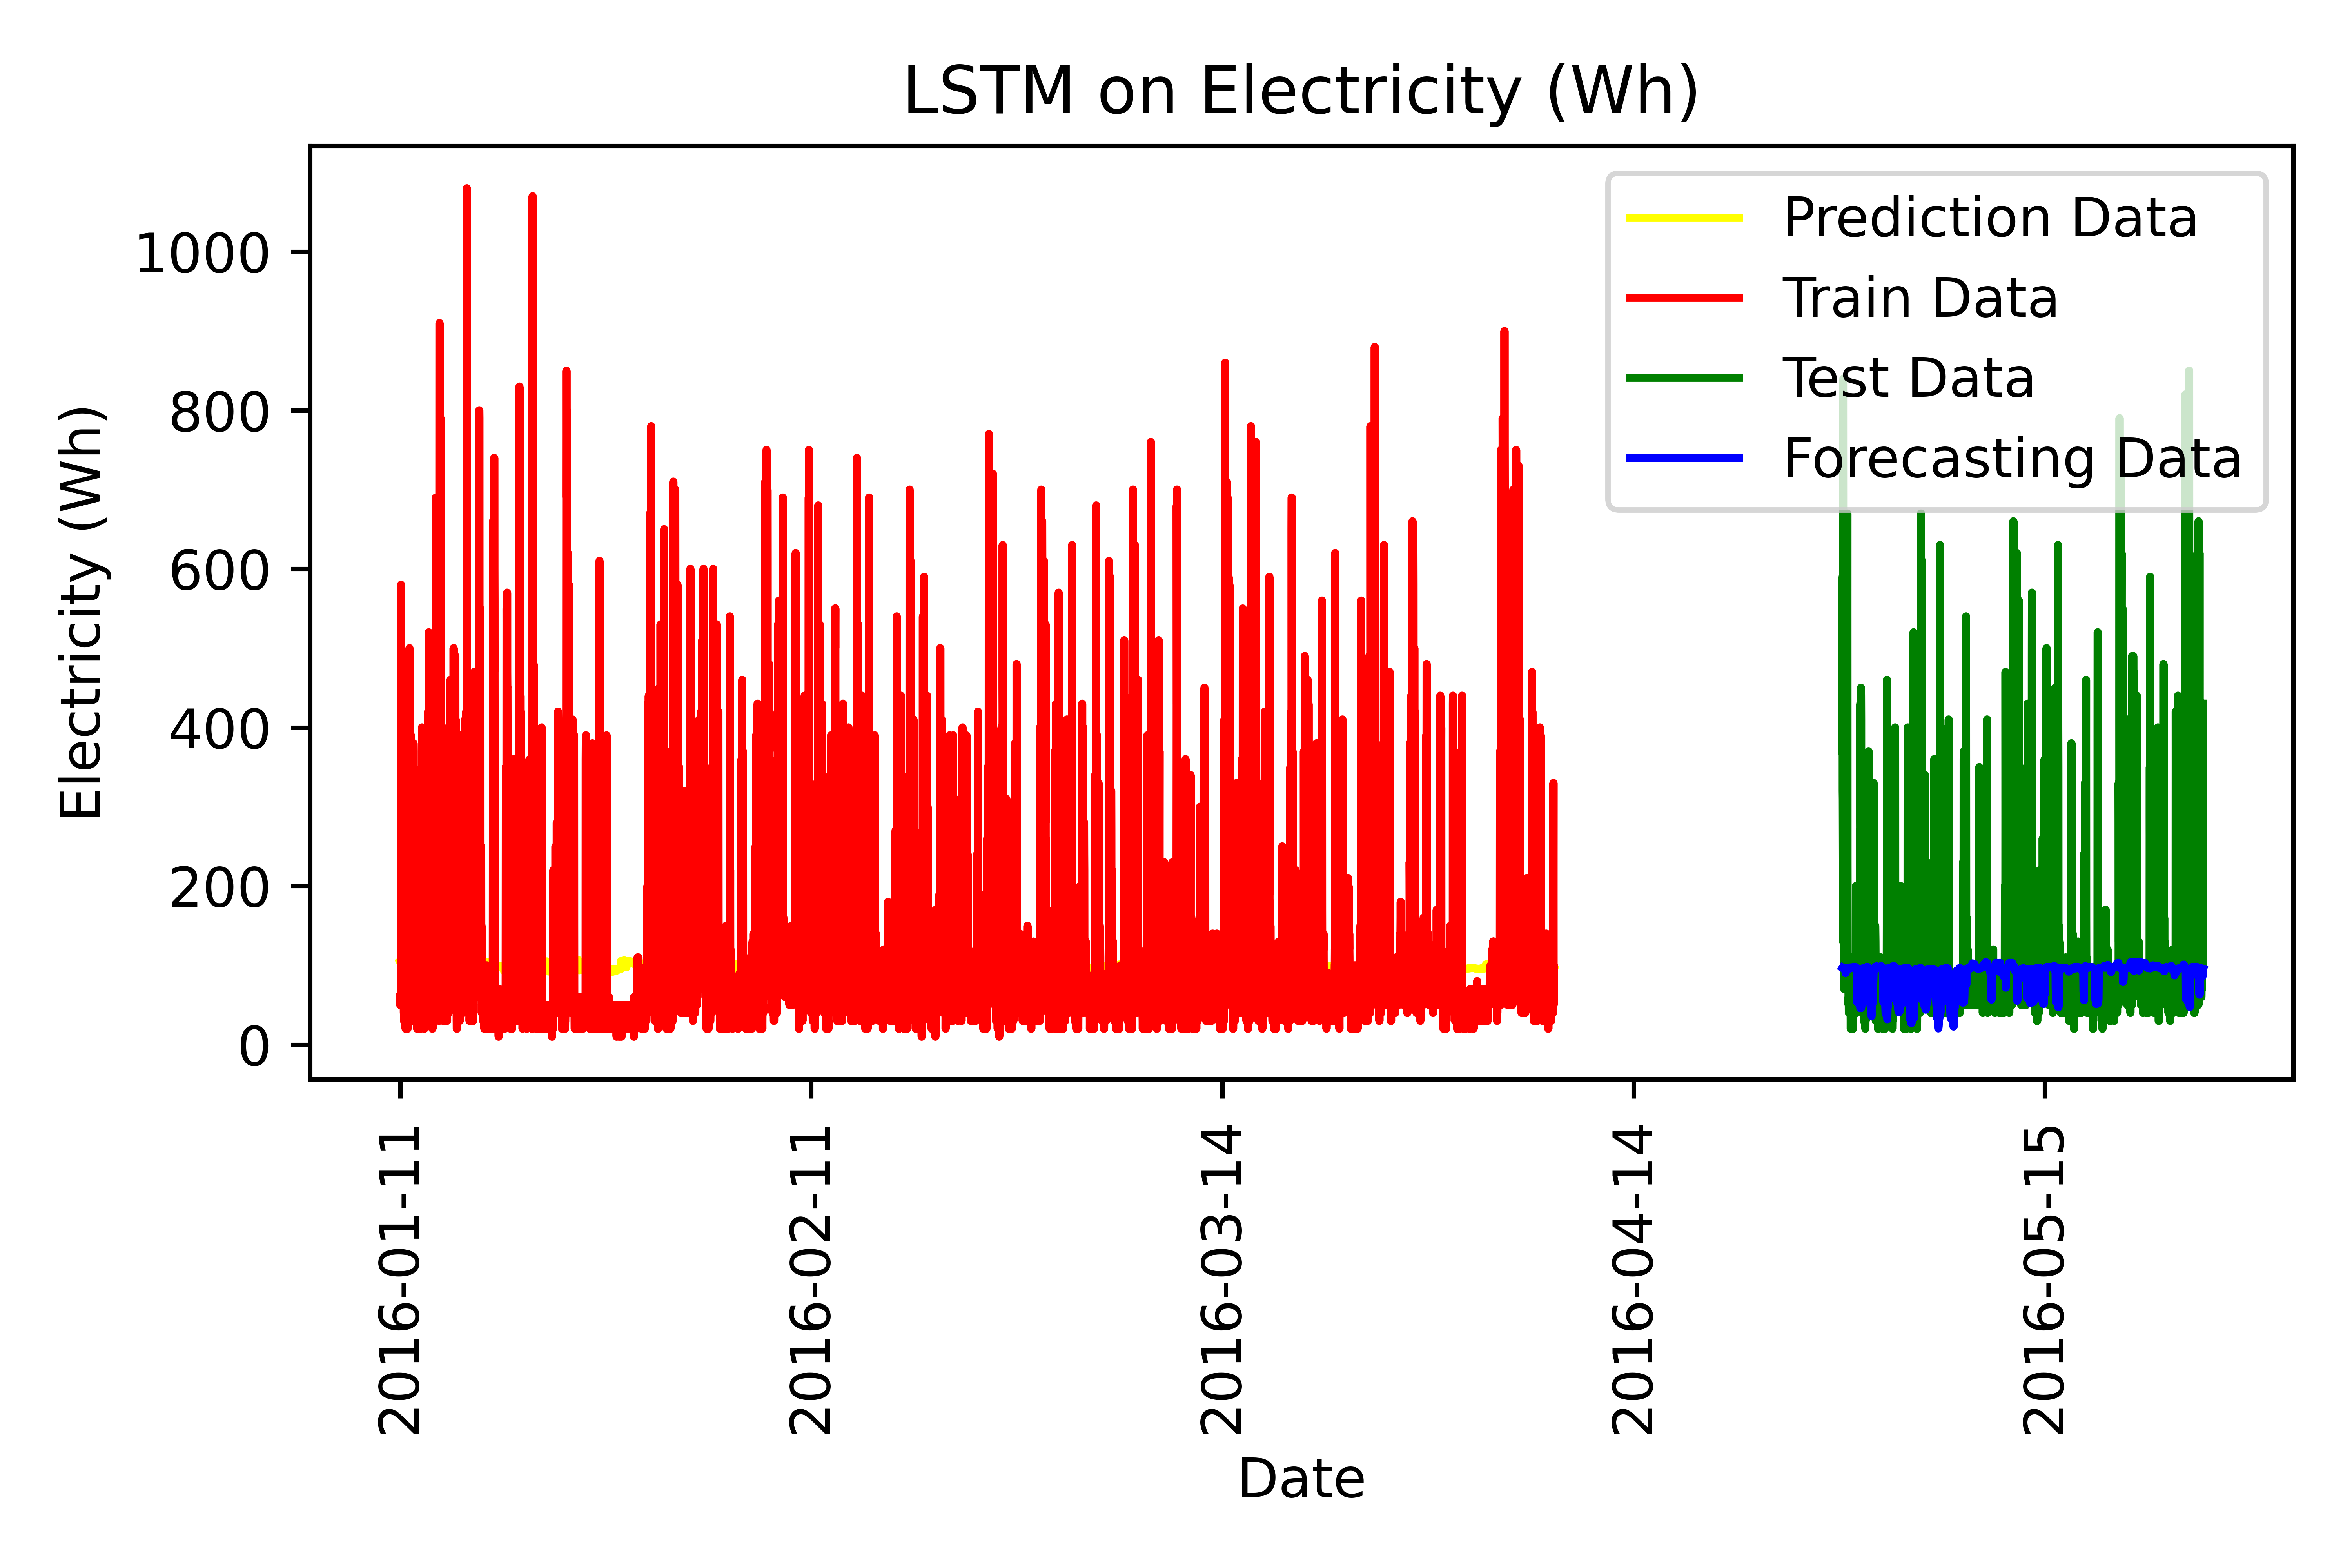 LSTM on Electricity (Wh)
Prediction Data
Train Data
Test Data
Forecasting Data
Electricity (Wh)
1000
800
600
400
200
0
2016-01-11
2016-02-11
2016-03-14
2016-04-14
2016-05-15
Date